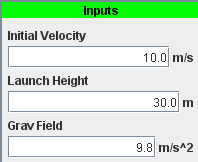 Inputs
Initial Velocity
10.0 m/s
Launch Height
30.0 m
Grav Field
9.8 m/s^2